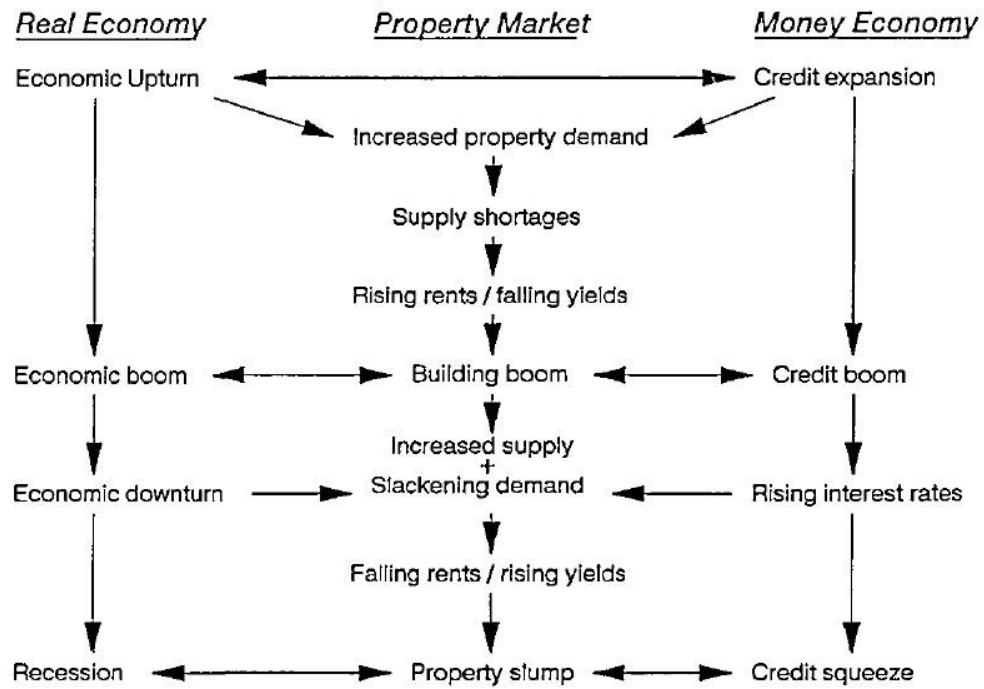 Real Economy Property Market Money Economy
Economic Upturn Credit expansion
Increased property demand
Supply shortages
Rising rents / falling yields
Economic boom Building boom Credit boom
Increased supply
+
Economic downturn Slackening demand Rising interest rates
Falling rents / rising yields
Recession Property slump Credit squeeze